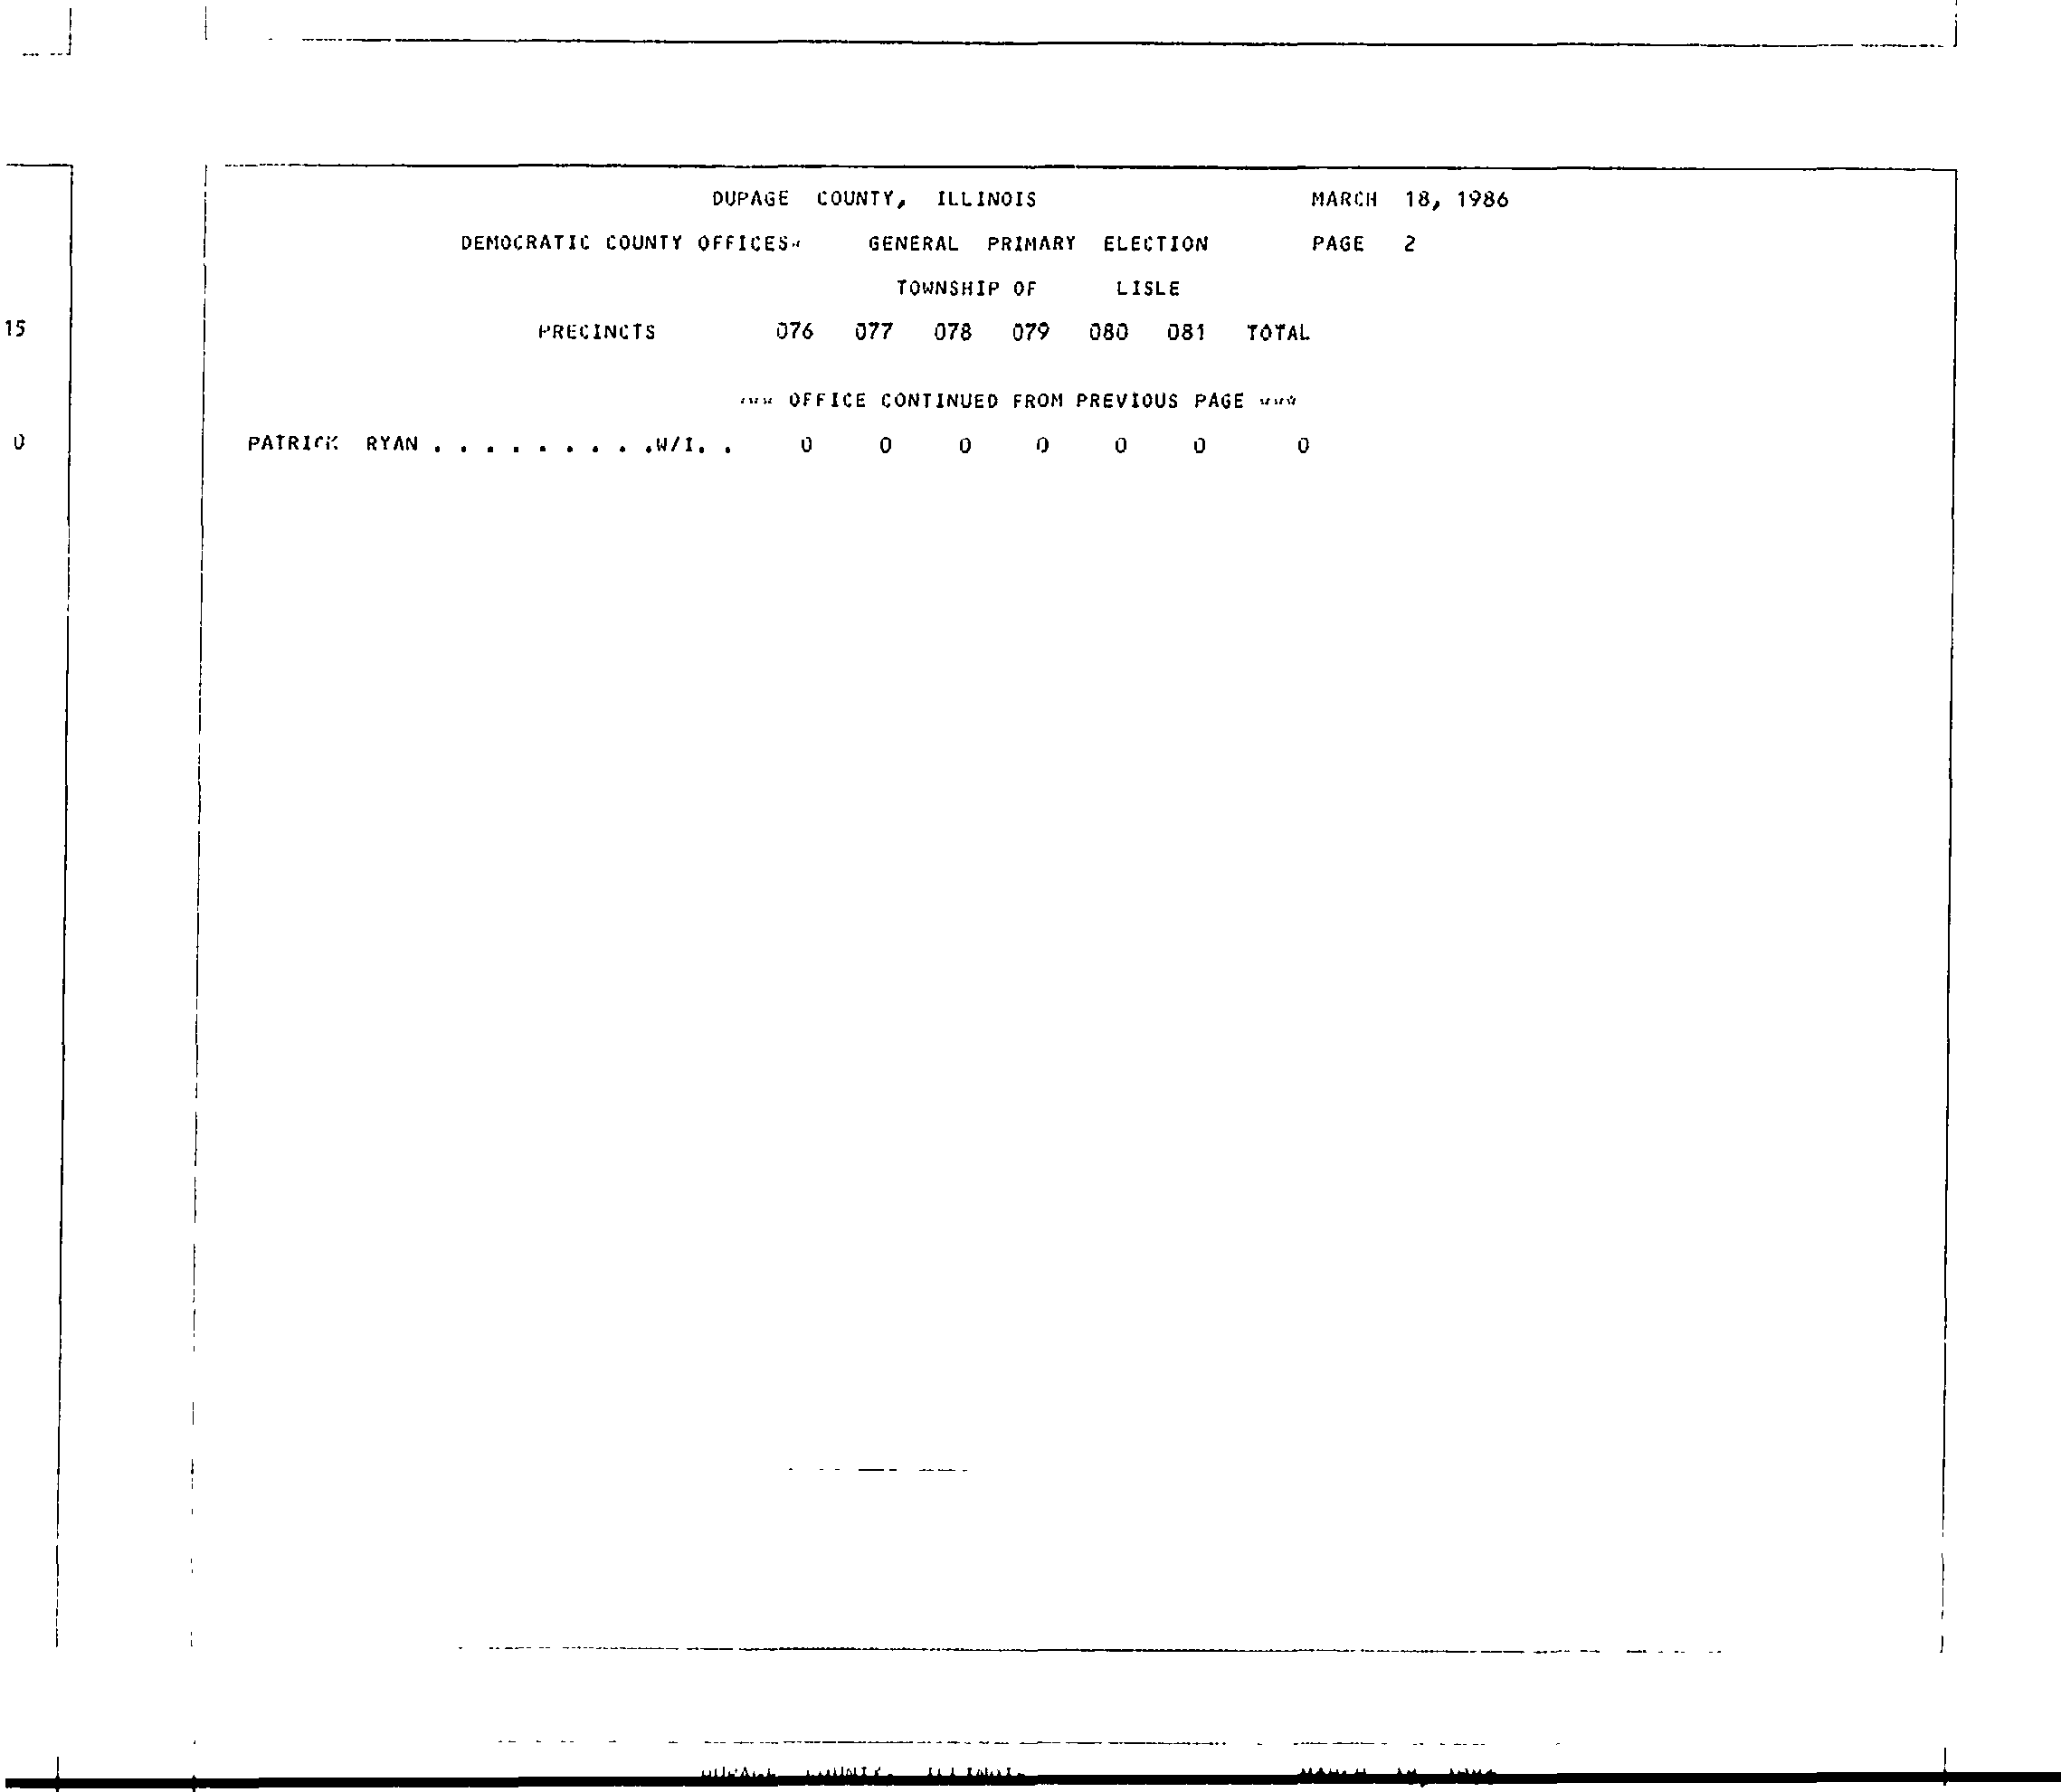 DUPAGE COUNTY, ILLINOIS MARCH 18, 1986
DEMOCRATIC COUNTY OFFICES* GENERAL PRIMARY ELECTION PAGE 2
TOWNSHIP OF LISLE
15
PRECINCTS 076 077 078 079 080 081 TOTAL
*** OFFICE CONTINUED FROM PREVIOUS PAGE ***
0
PATRICK RYAN . . . . . . . . .W/I. . 0 0 0 0 0 0 0